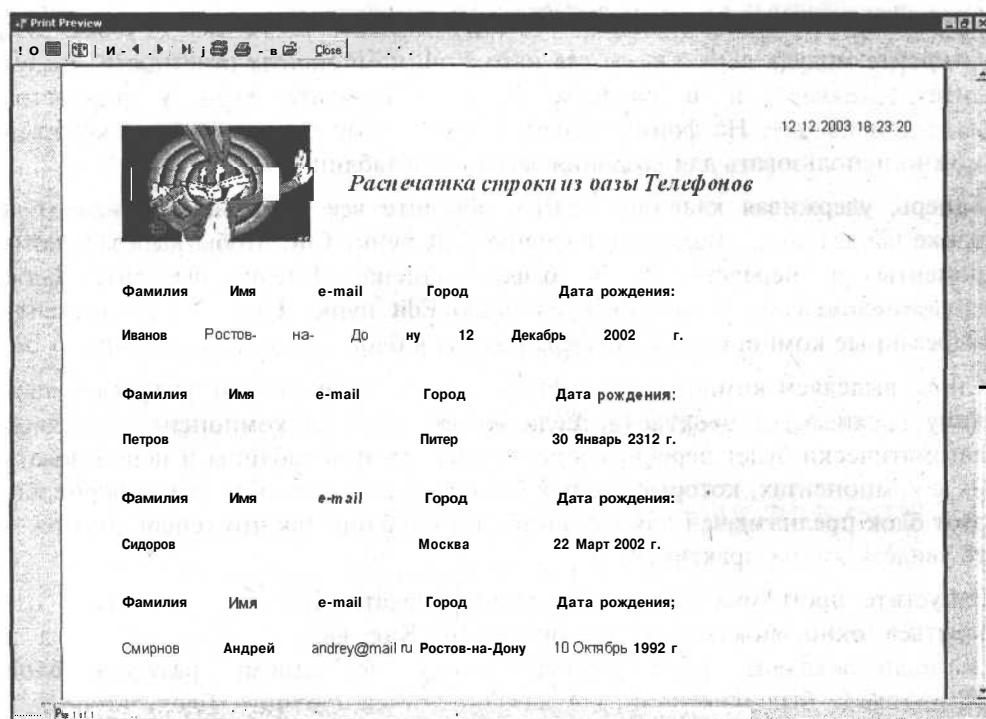 Print Preview
! О И - j - в Close
12.12.2003 18:23:20
Распечатка строки из оазы Телефонов
Фамилия Имя e-mail Город Дата рождения:
Иванов Ростов- на- До ну 12 Декабрь 2002 г.
Фамилия Имя e-mail Город Дата рождения:
Петров Питер 30 Январь 2312 г.
Фамилия Имя e-mail Город Дата рождения:
Сидоров Москва 22 Март 2002 г.
Фамилия Имя e-mail Город Дата рождения:
Смирнов Андрей andrey@mail ru Ростов-на-Дону 10 Октябрь 1992 г